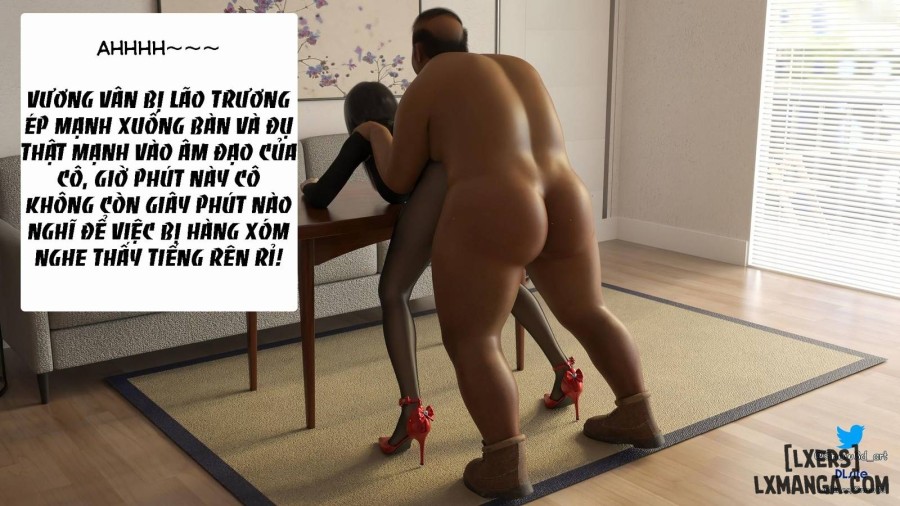 AHHHH~~~
VƯƠNG VÂN BỊ LÃO TRƯƠNG
ÉP MẠNH XUỐNG BÀN VÀ ĐỤ
THẬT MẠNH VÀO ÂM ĐẠO CỦA
CÔ, GIỜ PHÚT NÀY CÔ
KHÔNG CÒN GIÂY PHÚT NÀO
NGHĨ ĐỂ VIỆC BỊ HÀNG XÓM
NGHE THẤY TIẾNG RÊN RỈ!
[LXERS]
LXMANGA.COM